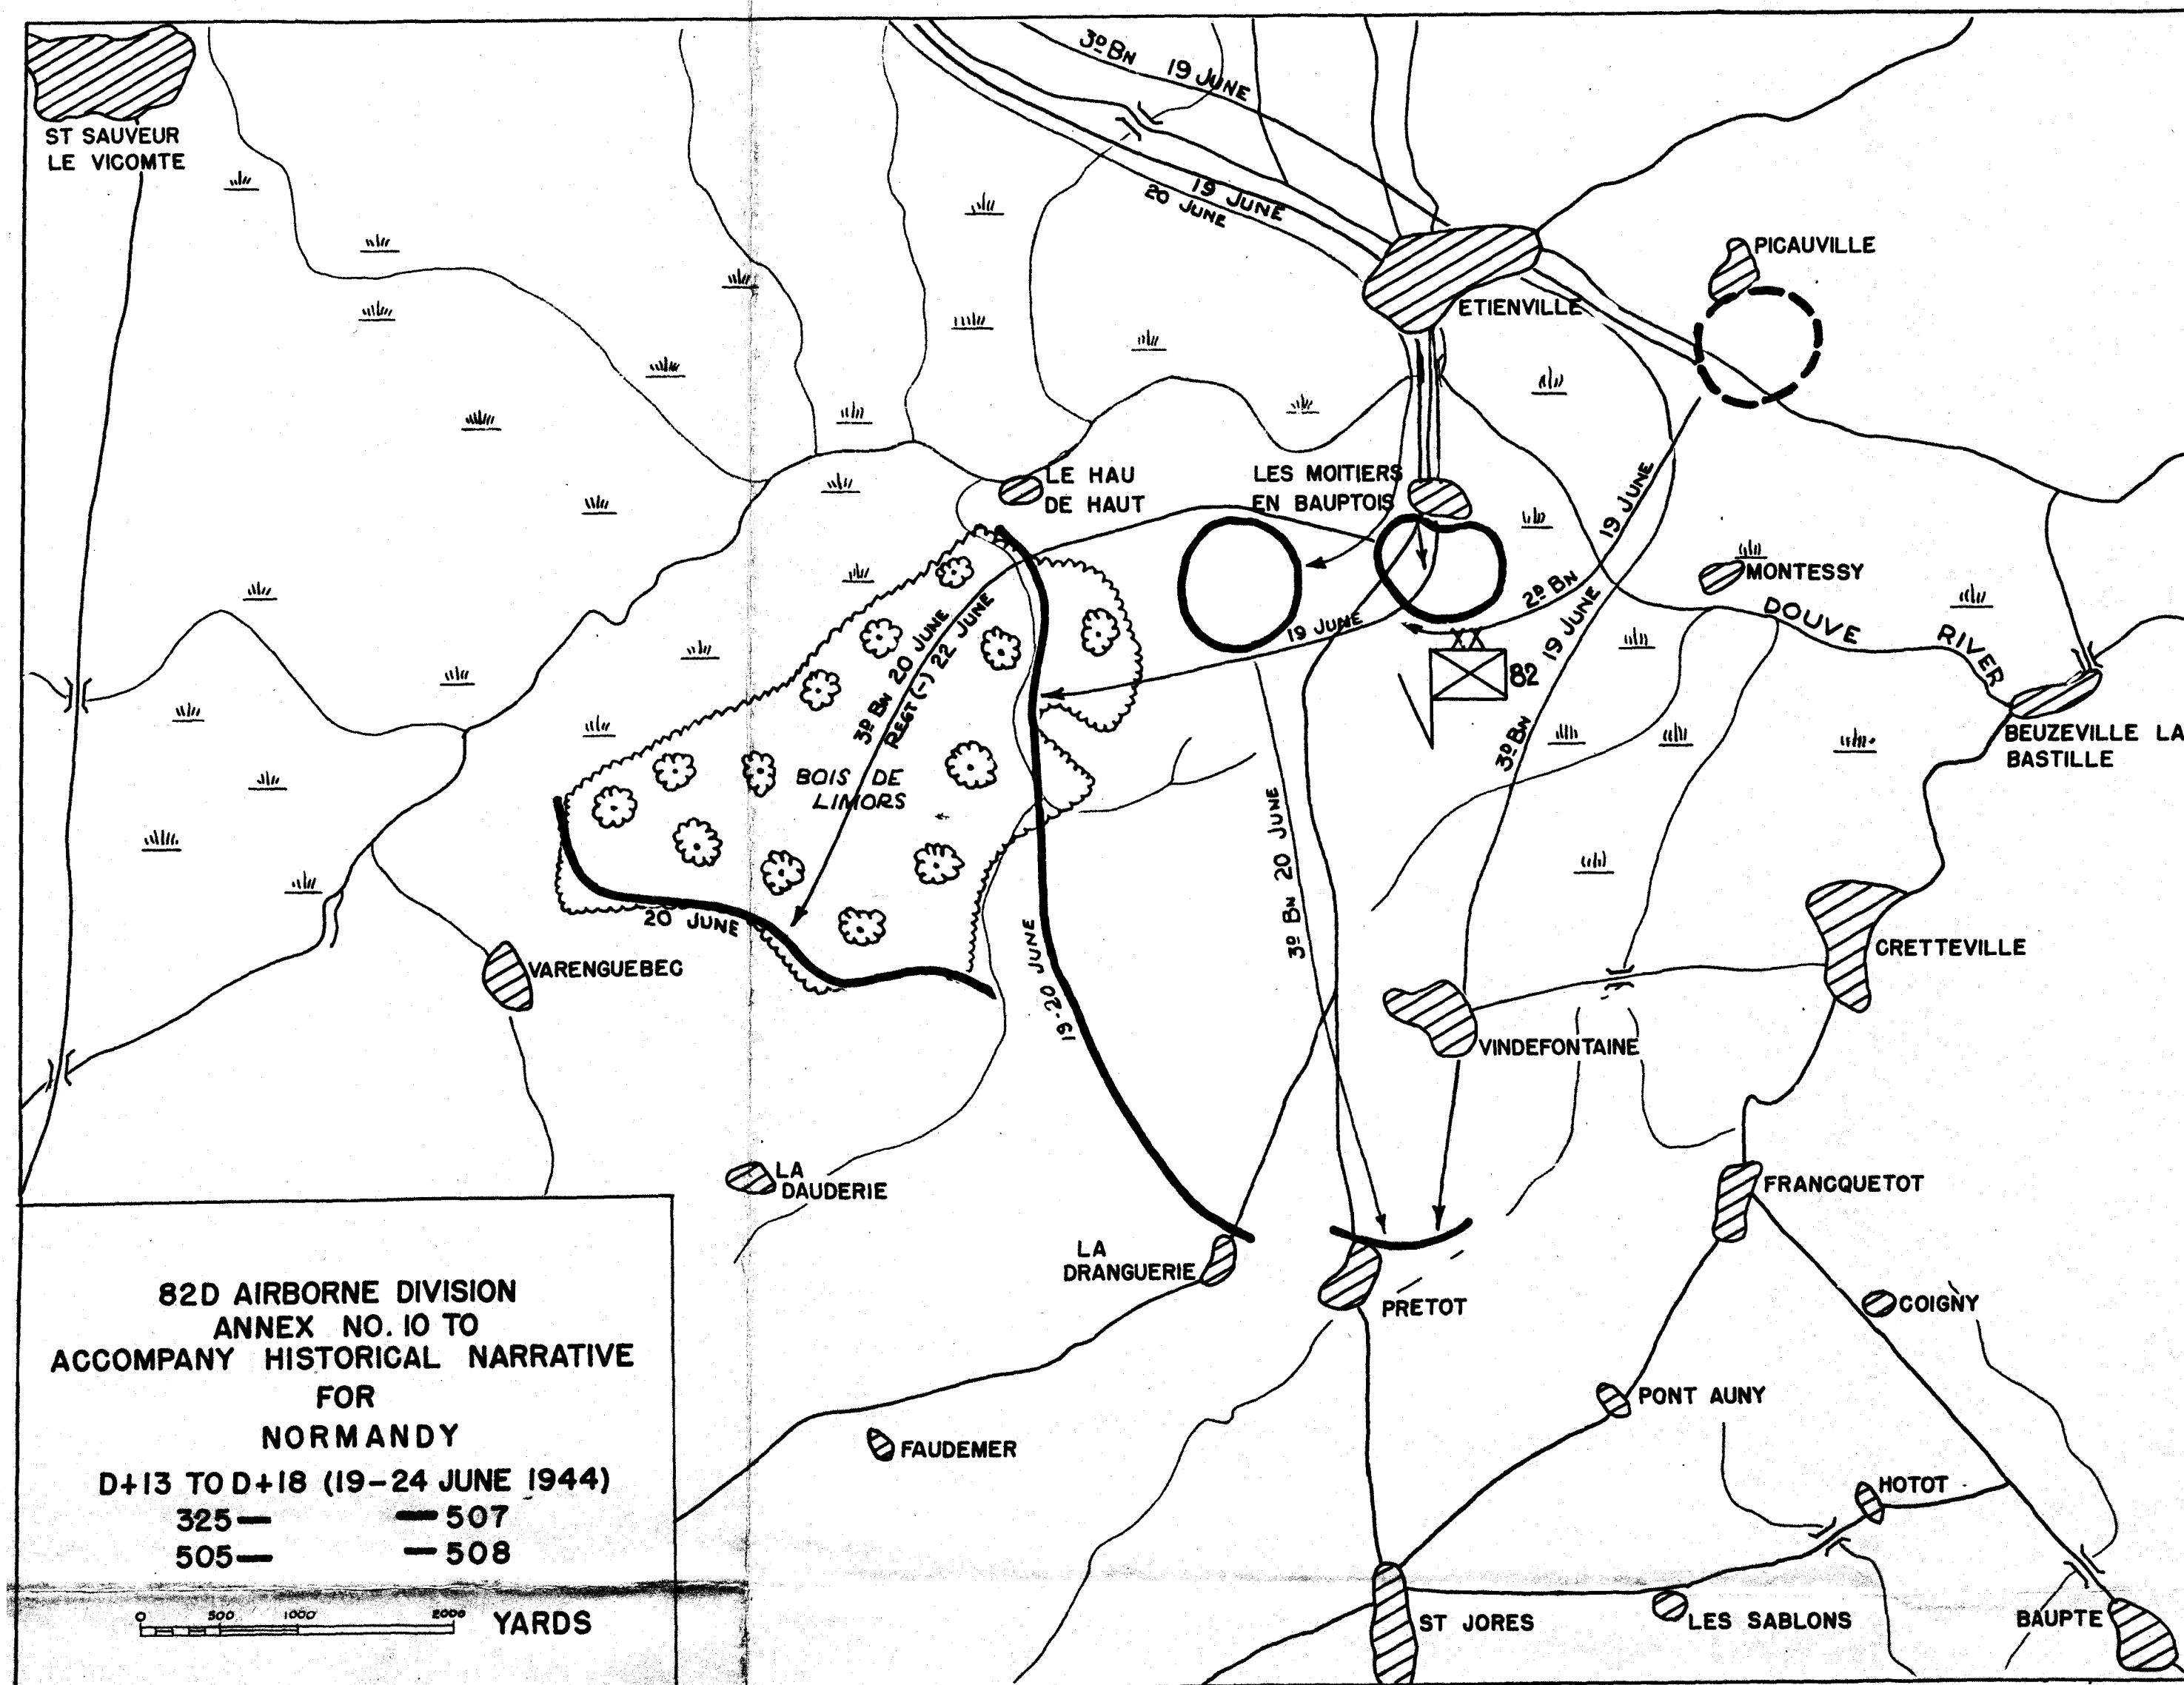 3D BN 19 JUNE
ST SAUVEUR
LE VICOMTE
19 JUNE
20 JUNE
PICAUVILLE
ETIENVILLE
LE HAU
DE HAUT
LES MOITIERS
EN BAUPTOIS
19 JUNE
2D BN
MONTESSY
DOUVE RIVER
19 JUNE
3D BN 19 JUNE
82
3D BN 20 JUNE
REGT (-) 22 JUNE
BEUZEVILLE LA
BASTILLE
BOIS DE
LIMORS
3D BN 20 JUNE
20 JUNE
19-20 JUNE
VARENGUEBEC
CRETTEVILLE
VINDEFONTAINE
LA
DAUDERIE
FRANCQUETOT
LA
DRANGUERIE
PRETOT
COIGNY
PONT AUNY
FAUDEMER
HOTOT
ST JORES
LES SABLONS
BAUPTE
82D AIRBORNE DIVISION
ANNEX NO. 10 TO
ACCOMPANY HISTORICAL NARRATIVE
FOR
NORMANDY
D+13 TO D+18 (19-24 JUNE 1944)
325 507
505 508
0 500 1000 2000 YARDS